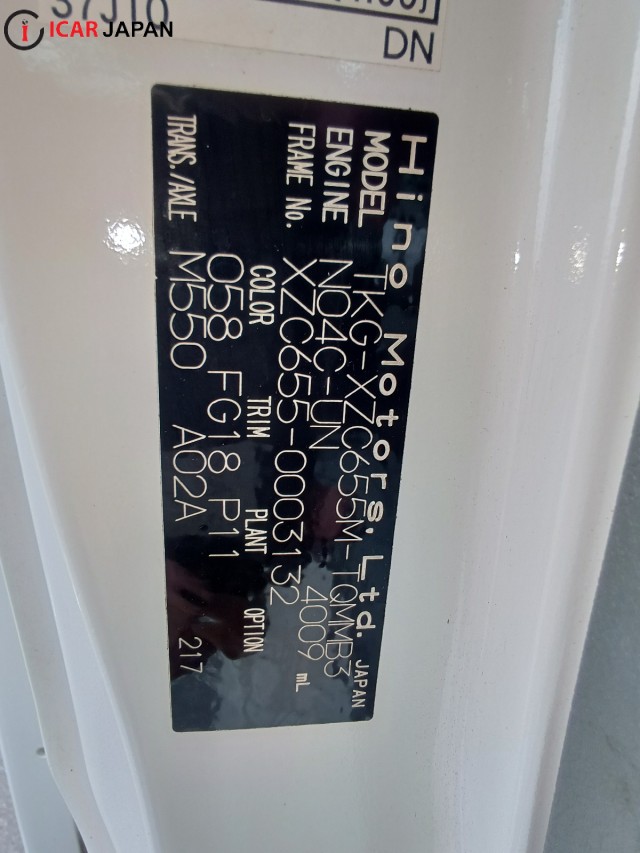 ICARJAPAN
37J10
DN
Hino Motors, Ltd. JAPAN
MODEL TKG-XZC655M-TQMMB3
ENGINE N04C-UN 4009 mL
FRAME No. XZC655-0003132
COLOR TRIM PLANT OPTION
058 FG18 P11
TRANS./AXLE M550 A02A 217